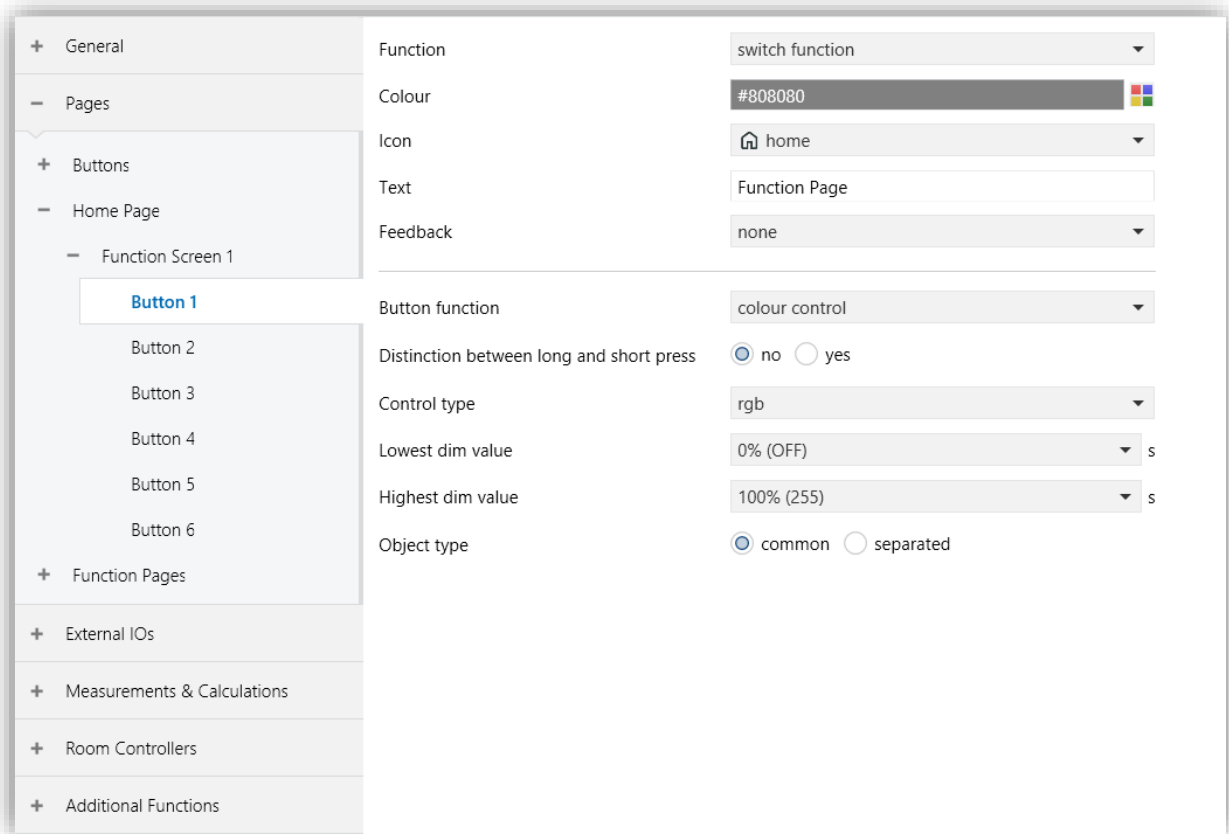 General
Pages
Buttons
Home Page
Function Screen 1
Button 1
Button 2
Button 3
Button 4
Button 5
Button 6
Function Pages
External IOs
Measurements & Calculations
Room Controllers
Additional Functions
Function switch function
Colour #808080
Icon home
Text Function Page
Feedback none
Button function colour control
Distinction between long and short press no yes
Control type rgb
Lowest dim value 0% (OFF) s
Highest dim value 100% (255) s
Object type common separated